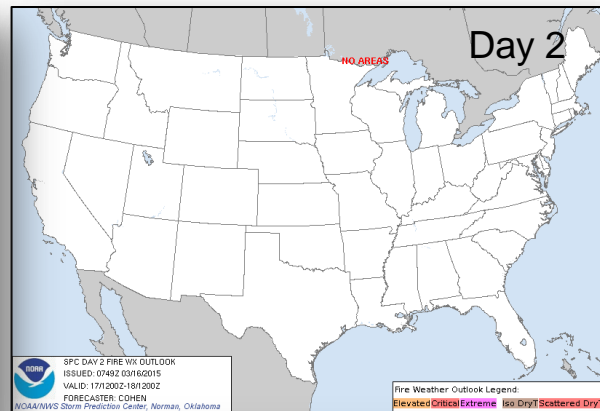 Day 2
NO AREAS
NOAA
SPC DAY 2 FIRE WX OUTLOOK
ISSUED: 0749Z 03/16/2015
VALID: 17/1200Z-18/1200Z
FORECASTER: COHEN
NOAA/NWS Storm Prediction Center, Norman, Oklahoma
Fire Weather Outlook Legend:
Elevated Critical Extreme Iso DryT Scattered DryT